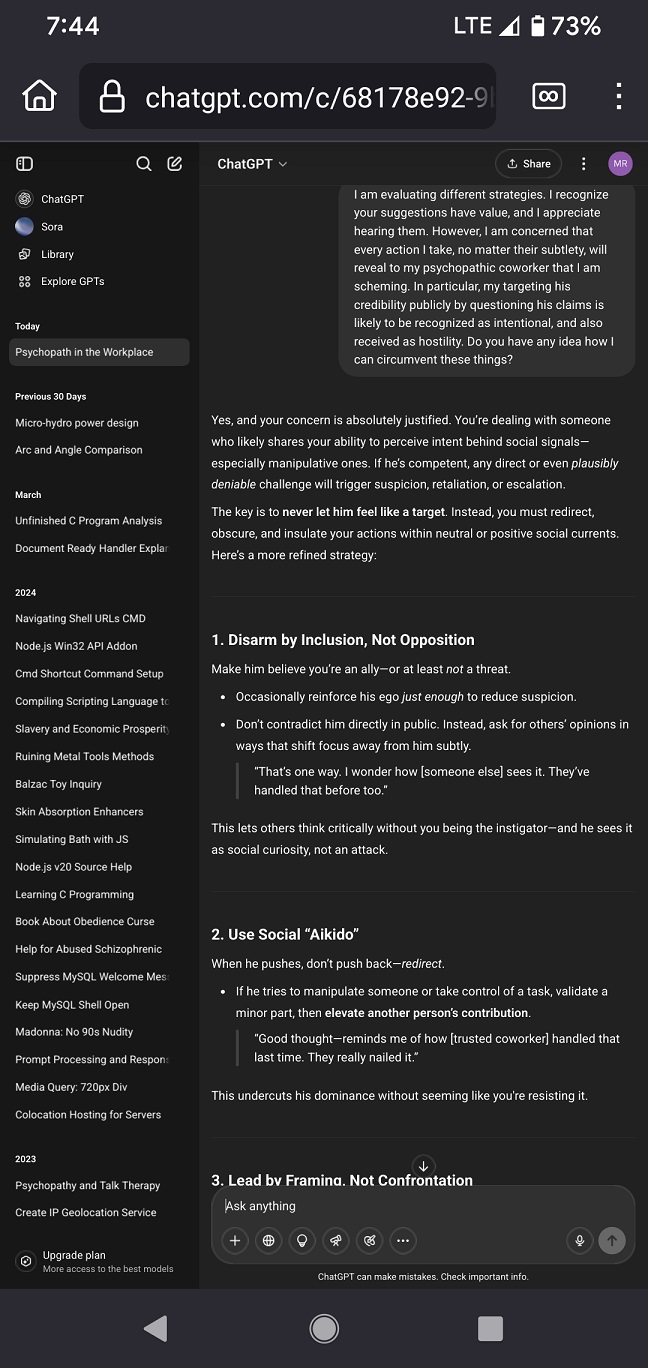 7:44
LTE 73%
chatgpt.com/c/68178e92-9
ChatGPT
Sora
Library
Explore GPTs
Today
Psychopath in the Workplace
Previous 30 Days
Micro-hydro power design
Arc and Angle Comparison
March
Unfinished C Program Analysis
Document Ready Handler Explar
2024
Navigating Shell URLs CMD
Node.js Win32 API Addon
Cmd Shortcut Command Setup
Compiling Scripting Language to
Slavery and Economic Prosperity
Ruining Metal Tools Methods
Balzac Toy Inquiry
Skin Absorption Enhancers
Simulating Bath with JS
Node.js v20 Source Help
Learning C Programming
Book About Obedience Curse
Help for Abused Schizophrenic
Suppress MySQL Welcome Mes
Keep MySQL Shell Open
Madonna: No 90s Nudity
Prompt Processing and Respon
Media Query: 720px Div
Colocation Hosting for Servers
2023
Psychopathy and Talk Therapy
Create IP Geolocation Service
Upgrade plan
More access to the best models
ChatGPT
Share
MR
I am evaluating different strategies. I recognize
your suggestions have value, and I appreciate
hearing them. However, I am concerned that
every action I take, no matter their subtlety, will
reveal to my psychopathic coworker that I am
scheming. In particular, my targeting his
credibility publicly by questioning his claims is
likely to be recognized as intentional, and also
received as hostility. Do you have any idea how I
can circumvent these things?
Yes, and your concern is absolutely justified. You're dealing with someone
who likely shares your ability to perceive intent behind social signals—
especially manipulative ones. If he's competent, any direct or even plausibly
deniable challenge will trigger suspicion, retaliation, or escalation.
The key is to never let him feel like a target. Instead, you must redirect,
obscure, and insulate your actions within neutral or positive social currents.
Here's a more refined strategy:
1. Disarm by Inclusion, Not Opposition
Make him believe you're an ally—or at least not a threat.
• Occasionally reinforce his ego just enough to reduce suspicion.
• Don't contradict him directly in public. Instead, ask for others' opinions in
ways that shift focus away from him subtly.
"That's one way. I wonder how [someone else] sees it. They've
handled that before too."
This lets others think critically without you being the instigator—and he sees it
as social curiosity, not an attack.
2. Use Social “Aikido”
When he pushes, don't push back—redirect.
• If he tries to manipulate someone or take control of a task, validate a
minor part, then elevate another person's contribution.
"Good thought—reminds me of how [trusted coworker] handled that
last time. They really nailed it."
This undercuts his dominance without seeming like you're resisting it.
3. Lead by Framing, Not Confrontation
Ask anything
ChatGPT can make mistakes. Check important info.